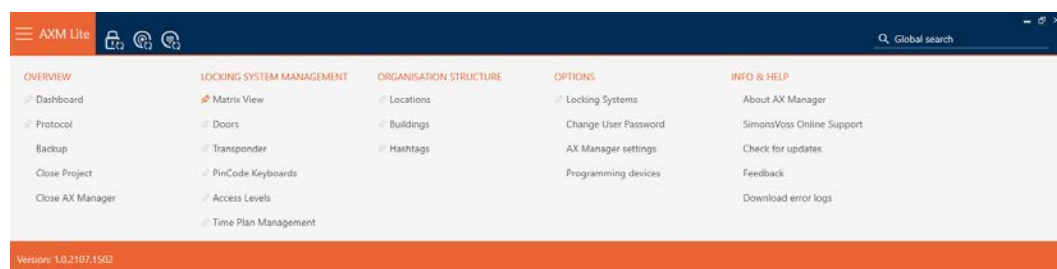 AXM Lite
Global search
OVERVIEW
Dashboard
Protocol
Backup
Close Project
Close AX Manager
LOCKING SYSTEM MANAGEMENT
Matrix View
Doors
Transponder
PinCode Keyboards
Access Levels
Time Plan Management
ORGANISATION STRUCTURE
Locations
Buildings
Hashtags
OPTIONS
Locking Systems
Change User Password
AX Manager settings
Programming devices
INFO & HELP
About AX Manager
SimonsVoss Online Support
Check for updates
Feedback
Download error logs
Version: 1.0.2107.1502